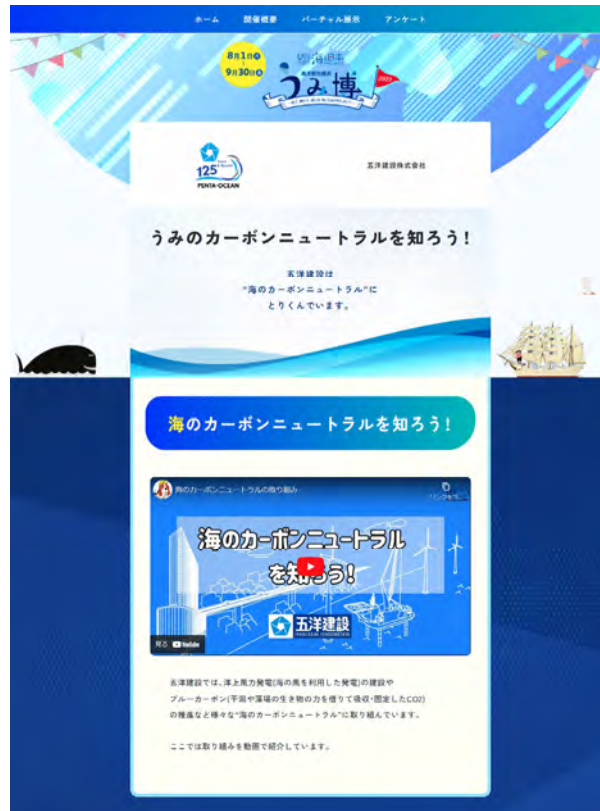 ホーム 開催概要 バーチャル展示 アンケート
8月1日
9月30日
うみ博
2023
125
PENTA-OCEAN
五洋建設株式会社
うみのカーボンニュートラルを知ろう!
五洋建設は
“海のカーボンニュートラル”に
とりくんでいます。
海のカーボンニュートラルを知ろう!
海のカーボンニュートラルの取り組み
海のカーボンニュートラル
を知ろう!
五洋建設
見る YouTube
五洋建設では、洋上風力発電(海の風を利用した発電)の建設や
ブルーカーボン(干潟や藻場の生き物の力を借りて吸収・固定したCO2)
の推進など様々な“海のカーボンニュートラル”に取り組んでいます。
ここでは取り組みを動画で紹介しています。